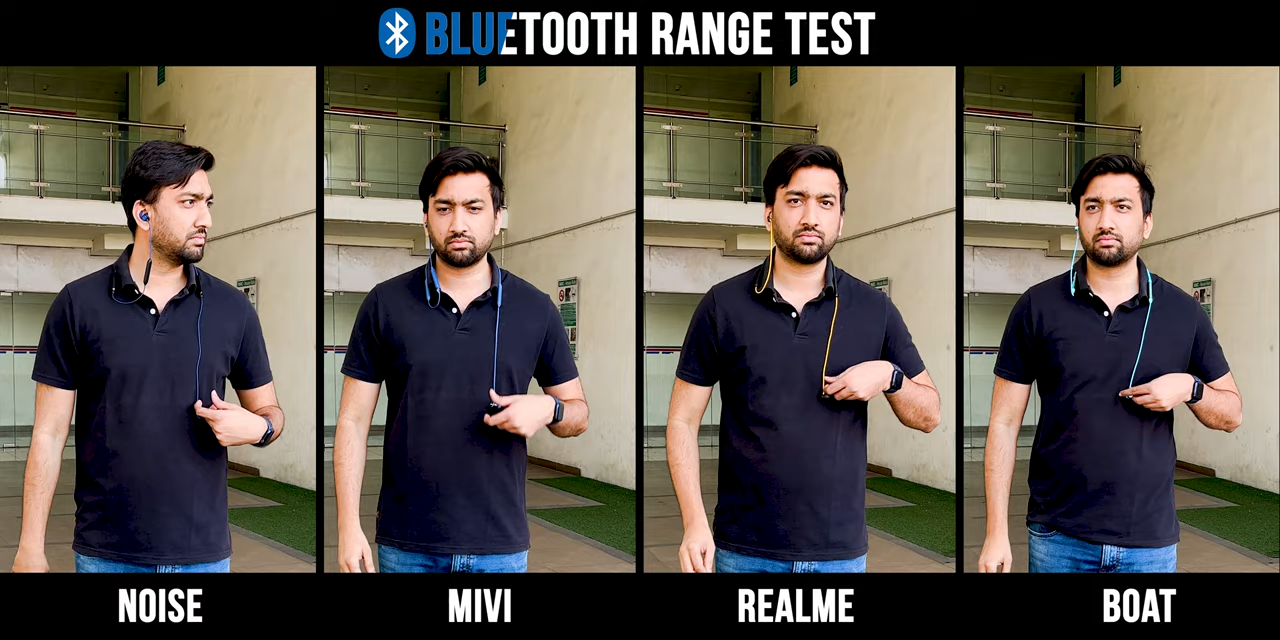 BLUETOOTH RANGE TEST
NOISE
MIVI
REALME
BOAT